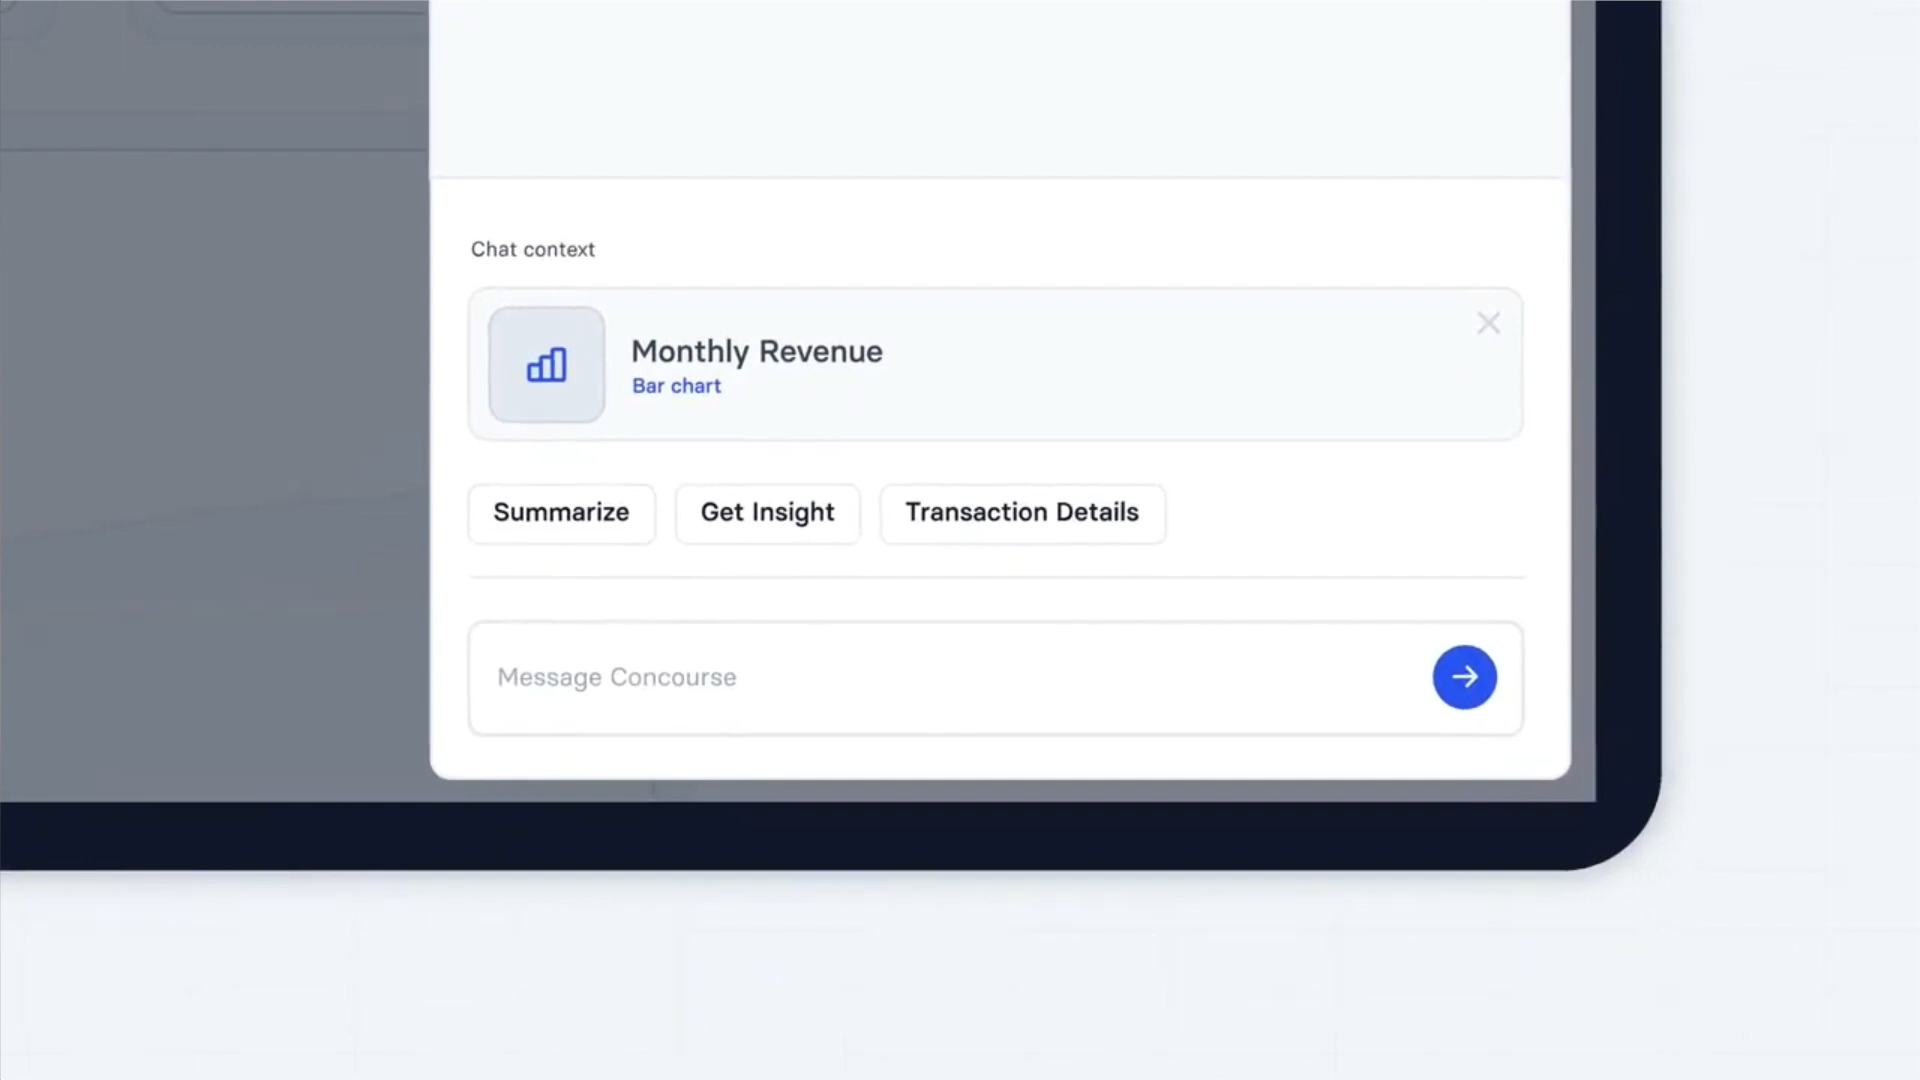 Chat context
Monthly Revenue
Bar chart
Summarize
Get Insight
Transaction Details
Message Concourse